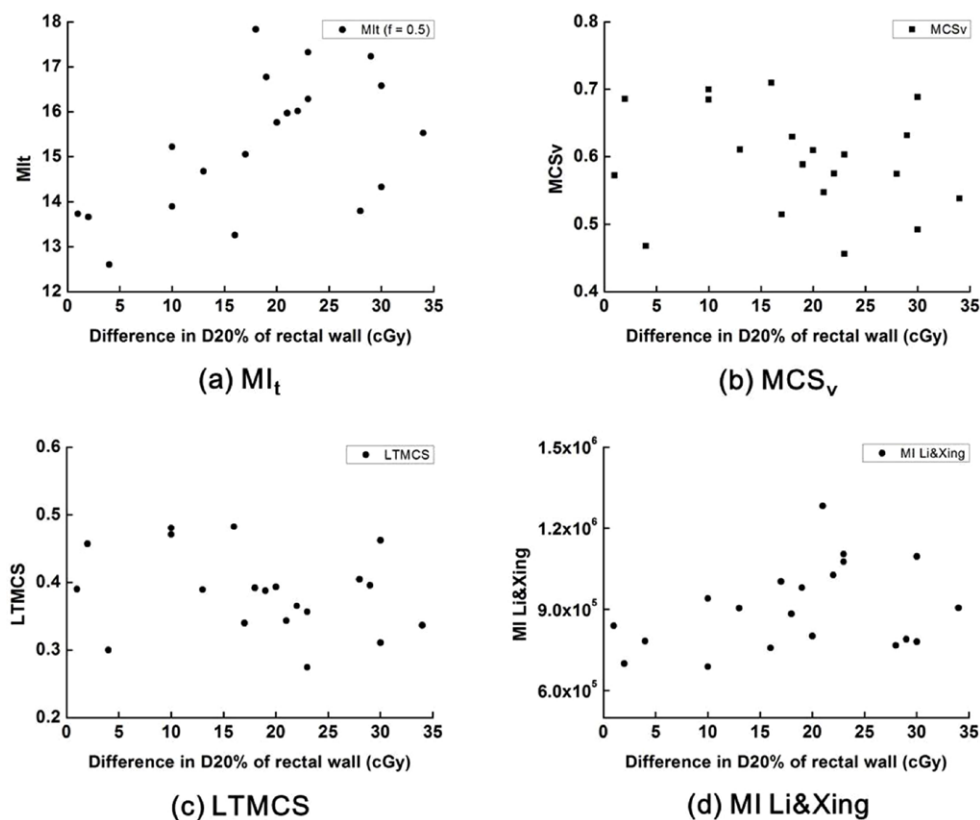 18
17
16
15
14
13
12
MIt
MIt (f = 0.5)
0 5 10 15 20 25 30 35
Difference in D20% of rectal wall (cGy)
(a) MIt
0.8
0.7
0.6
0.5
0.4
MCSv
MCSv
0 5 10 15 20 25 30 35
Difference in D20% of rectal wall (cGy)
(b) MCSv
0.6
0.5
0.4
0.3
0.2
LTMCS
LTMCS
0 5 10 15 20 25 30 35
Difference in D20% of rectal wall (cGy)
(c) LTMCS
1.5x10⁶
1.2x10⁶
9.0x10⁵
6.0x10⁵
MI Li&Xing
MI Li&Xing
0 5 10 15 20 25 30 35
Difference in D20% of rectal wall (cGy)
(d) MI Li&Xing